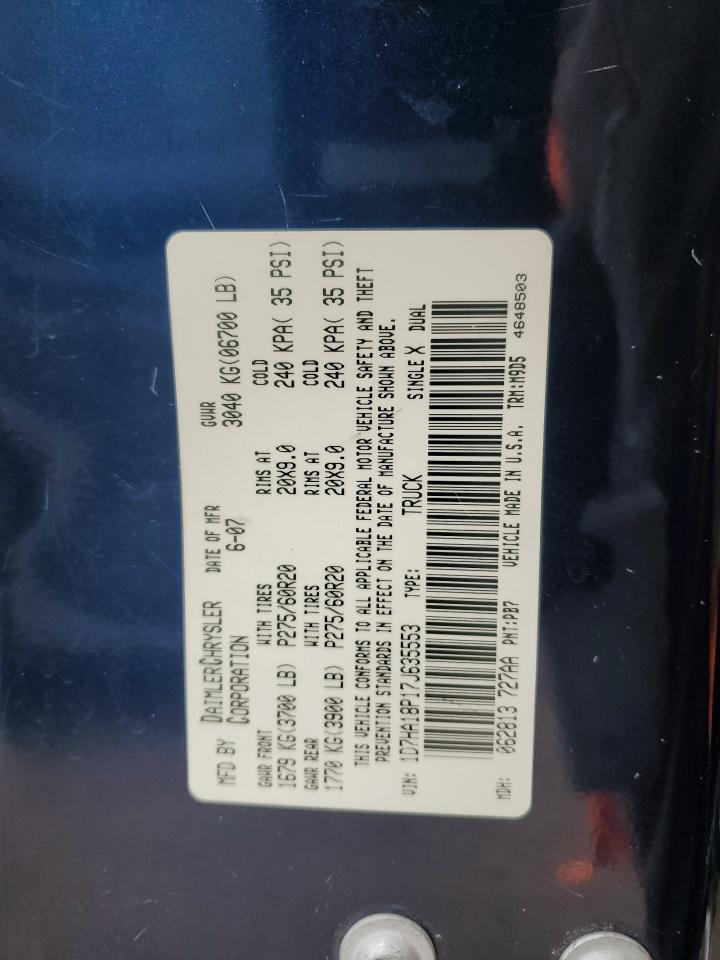 MFD BY DAIMLERCHRYSLER CORPORATION DATE OF MFR 6-07 GVWR 3040 KG(06700 LB)
GAWR FRONT WITH TIRES RIMS AT COLD
1679 KG(3700 LB) P275/60R20 20X9.0 240 KPA( 35 PSI)
GAWR REAR WITH TIRES RIMS AT COLD
1770 KG(3900 LB) P275/60R20 20X9.0 240 KPA( 35 PSI)
THIS VEHICLE CONFORMS TO ALL APPLICABLE FEDERAL MOTOR VEHICLE SAFETY AND THEFT
PREVENTION STANDARDS IN EFFECT ON THE DATE OF MANUFACTURE SHOWN ABOVE.
VIN: 1D7HA18P17J635553 TYPE: TRUCK SINGLE X DUAL
MDH: 062813 727AA PNT:PB7 VEHICLE MADE IN U.S.A. TRM:M9D5
4648503